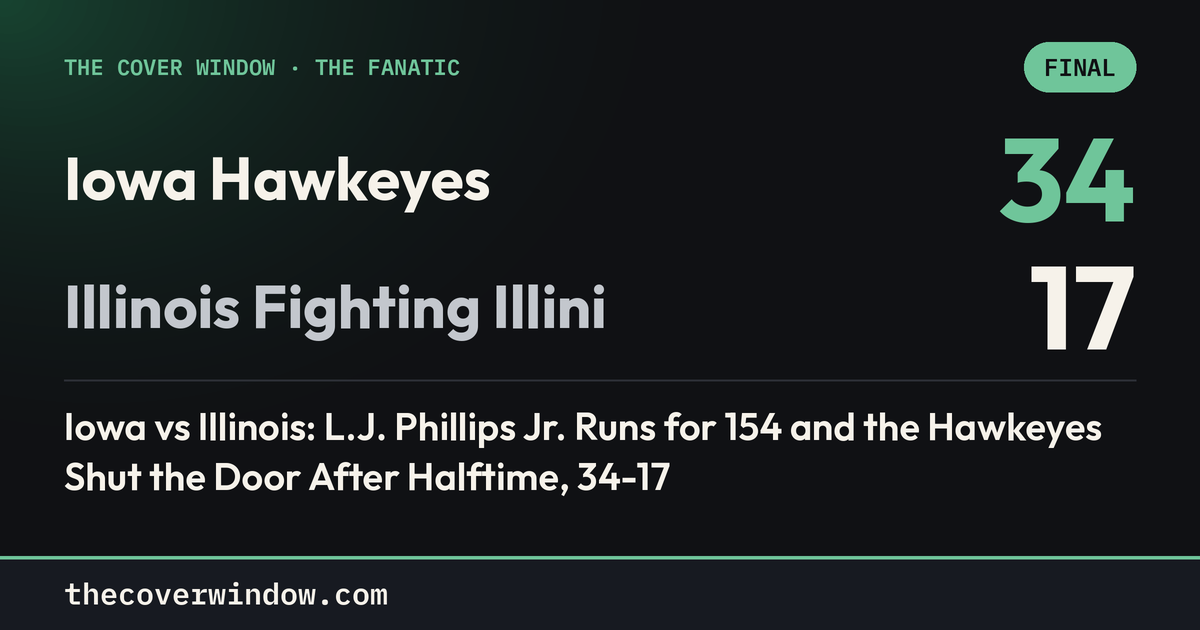 THE COVER WINDOW · THE FANATIC
FINAL
Iowa Hawkeyes
34
Illinois Fighting Illini
17
Iowa vs Illinois: L.J. Phillips Jr. Runs for 154 and the Hawkeyes
Shut the Door After Halftime, 34-17
thecoverwindow.com